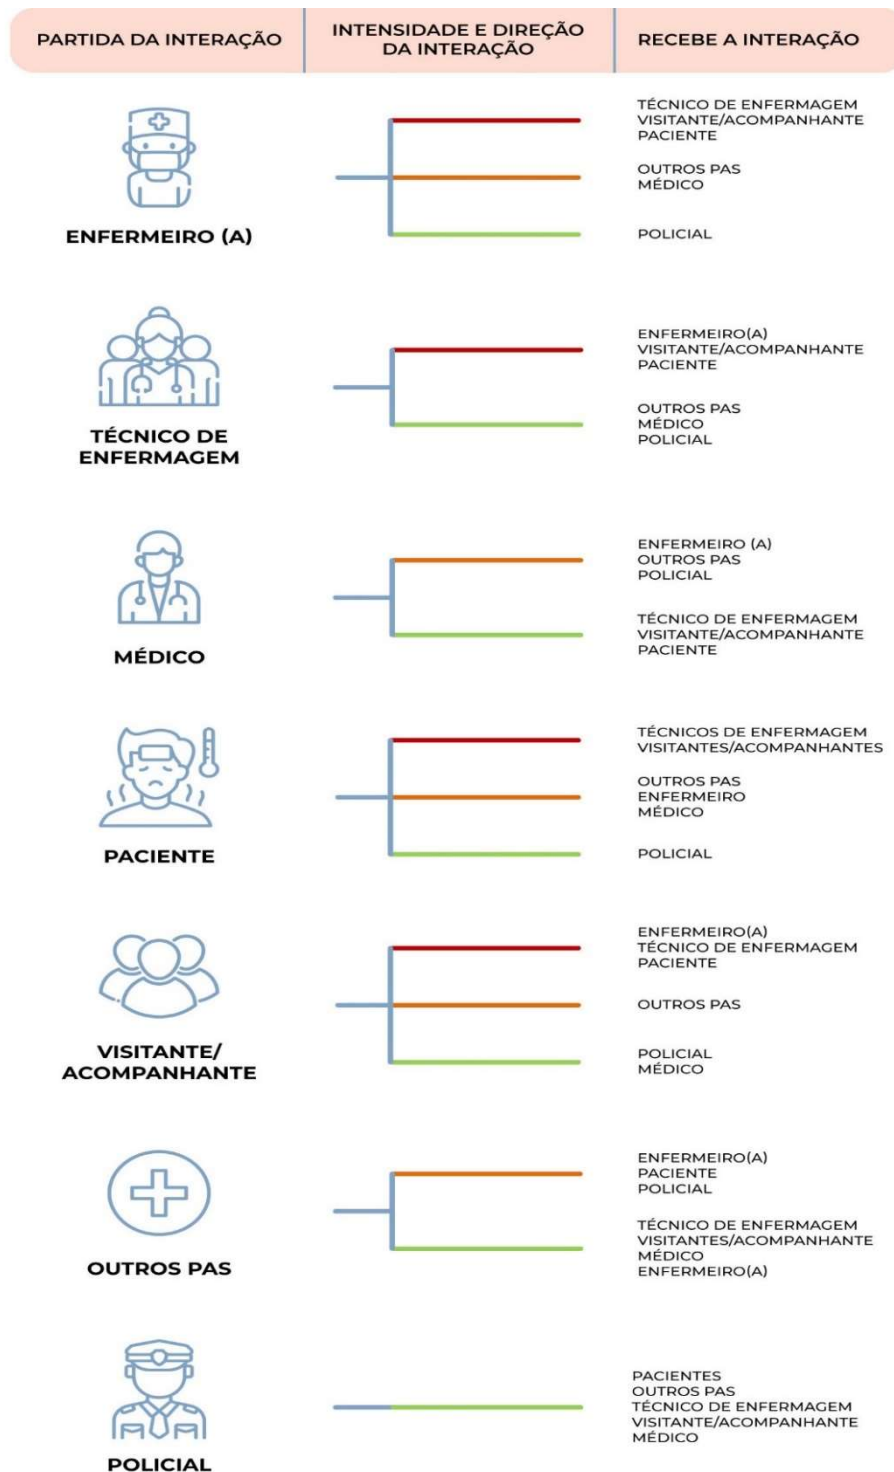 PARTIDA DA INTERAÇÃO
INTENSIDADE E DIREÇÃO
DA INTERAÇÃO
RECEBE A INTERAÇÃO
ENFERMEIRO (A)
TÉCNICO DE ENFERMAGEM
VISITANTE/ACOMPANHANTE
PACIENTE
OUTROS PAS
MÉDICO
POLICIAL
TÉCNICO DE
ENFERMAGEM
ENFERMEIRO(A)
VISITANTE/ACOMPANHANTE
PACIENTE
OUTROS PAS
MÉDICO
POLICIAL
MÉDICO
ENFERMEIRO (A)
OUTROS PAS
POLICIAL
TÉCNICO DE ENFERMAGEM
VISITANTE/ACOMPANHANTE
PACIENTE
PACIENTE
TÉCNICOS DE ENFERMAGEM
VISITANTES/ACOMPANHANTES
OUTROS PAS
ENFERMEIRO
MÉDICO
POLICIAL
VISITANTE/
ACOMPANHANTE
ENFERMEIRO(A)
TÉCNICO DE ENFERMAGEM
PACIENTE
OUTROS PAS
POLICIAL
MÉDICO
OUTROS PAS
ENFERMEIRO(A)
PACIENTE
POLICIAL
TÉCNICO DE ENFERMAGEM
VISITANTES/ACOMPANHANTE
MÉDICO
ENFERMEIRO(A)
POLICIAL
PACIENTES
OUTROS PAS
TÉCNICO DE ENFERMAGEM
VISITANTE/ACOMPANHANTE
MÉDICO